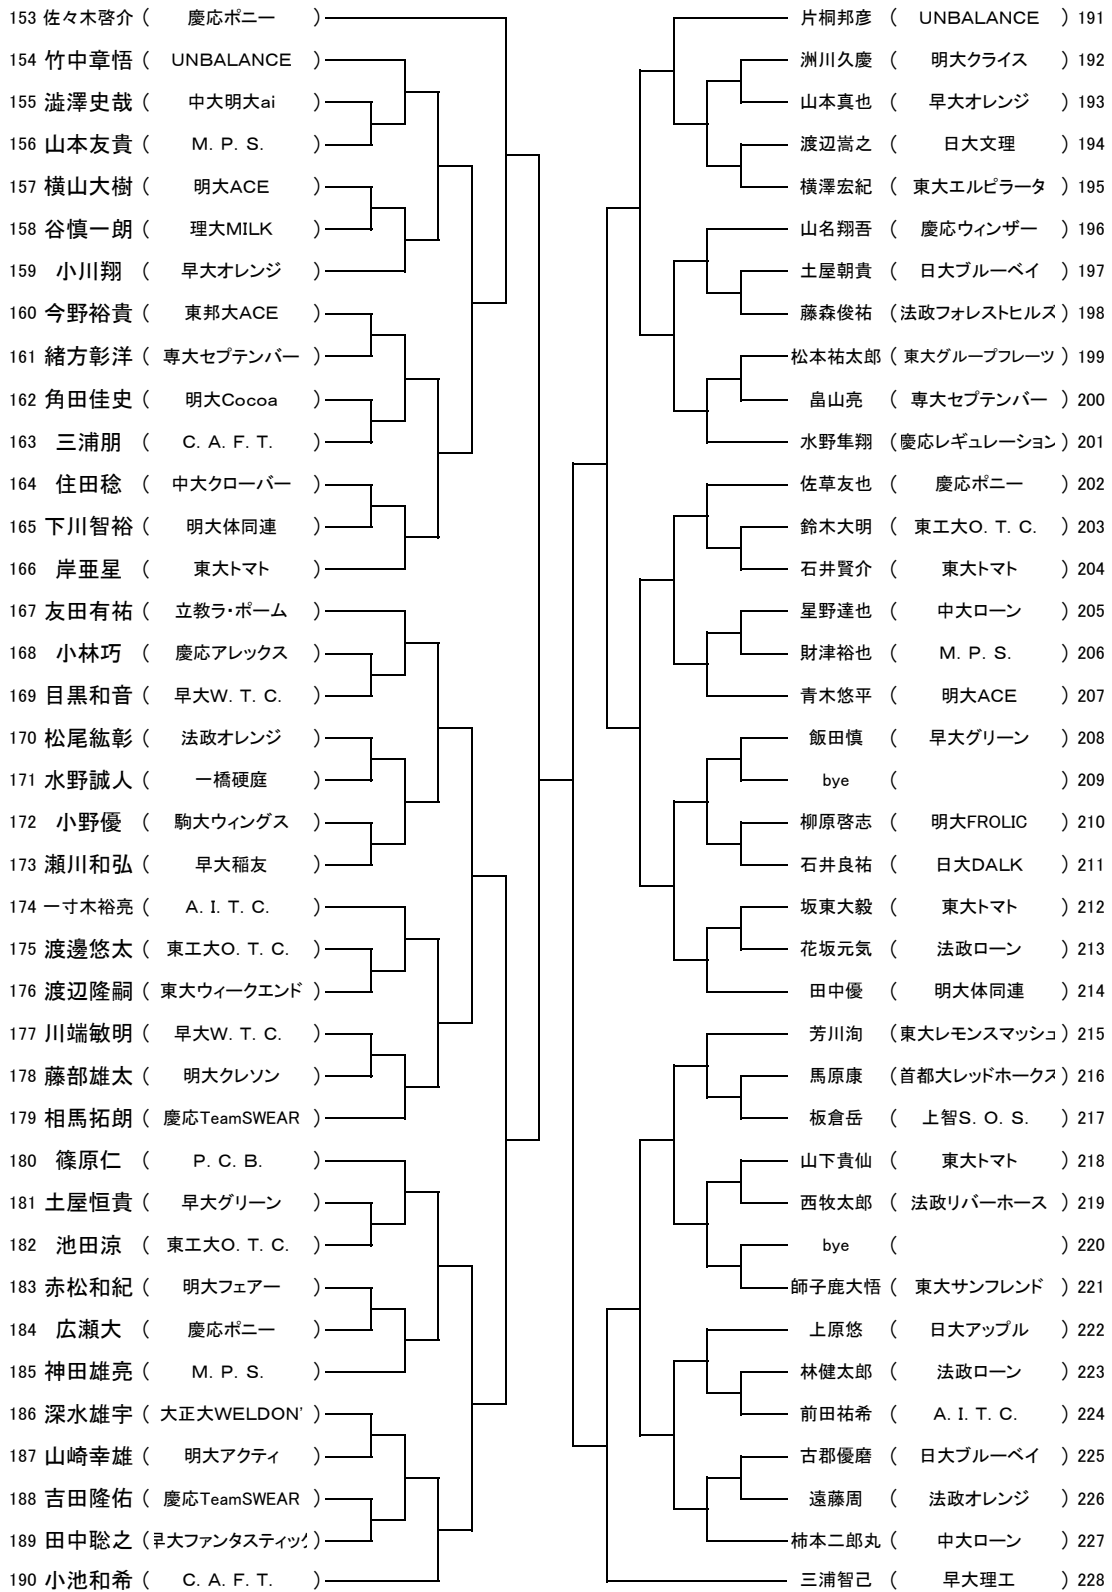 153 佐々木啓介 ( 慶応ポニー )
154 竹中章悟 ( UNBALANCE )
155 澁澤史哉 ( 中大明大ai )
156 山本友貴 ( M. P. S. )
157 横山大樹 ( 明大ACE )
158 谷慎一朗 ( 理大MILK )
159 小川翔 ( 早大オレンジ )
160 今野裕貴 ( 東邦大ACE )
161 緒方彰洋 ( 専大セプテンバー )
162 角田佳史 ( 明大Cocoa )
163 三浦朋 ( C. A. F. T. )
164 住田稔 ( 中大クローバー )
165 下川智裕 ( 明大体同連 )
166 岸亜星 ( 東大トマト )
167 友田有祐 ( 立教ラ・ポーム )
168 小林巧 ( 慶応アレックス )
169 目黒和音 ( 早大W. T. C. )
170 松尾紘彰 ( 法政オレンジ )
171 水野誠人 ( 一橋硬庭 )
172 小野優 ( 駒大ウィングス )
173 瀬川和弘 ( 早大稲友 )
174 一寸木裕亮 ( A. I. T. C. )
175 渡邊悠太 ( 東工大O. T. C. )
176 渡辺隆嗣 ( 東大ウィークエンド )
177 川端敏明 ( 早大W. T. C. )
178 藤部雄太 ( 明大クレソン )
179 相馬拓朗 ( 慶応TeamSWEAR )
180 篠原仁 ( P. C. B. )
181 土屋恒貴 ( 早大グリーン )
182 池田涼 ( 東工大O. T. C. )
183 赤松和紀 ( 明大フェアー )
184 広瀬大 ( 慶応ポニー )
185 神田雄亮 ( M. P. S. )
186 深水雄宇 ( 大正大WELDON' )
187 山崎幸雄 ( 明大アクティ )
188 吉田隆佑 ( 慶応TeamSWEAR )
189 田中聡之 ( 早大ファンタスティック )
190 小池和希 ( C. A. F. T. )
片桐邦彦 ( UNBALANCE ) 191
洲川久慶 ( 明大クライス ) 192
山本真也 ( 早大オレンジ ) 193
渡辺嵩之 ( 日大文理 ) 194
横澤宏紀 ( 東大エルピラータ ) 195
山名翔吾 ( 慶応ウィンザー ) 196
土屋朝貴 ( 日大ブルーベイ ) 197
藤森俊祐 ( 法政フォレストヒルズ ) 198
松本祐太郎 ( 東大グループフレーツ ) 199
畠山亮 ( 専大セプテンバー ) 200
水野隼翔 ( 慶応レギュレーション ) 201
佐草友也 ( 慶応ポニー ) 202
鈴木大明 ( 東工大O. T. C. ) 203
石井賢介 ( 東大トマト ) 204
星野達也 ( 中大ローン ) 205
財津裕也 ( M. P. S. ) 206
青木悠平 ( 明大ACE ) 207
飯田慎 ( 早大グリーン ) 208
bye ( ) 209
柳原啓志 ( 明大FROLIC ) 210
石井良祐 ( 日大DALK ) 211
坂東大毅 ( 東大トマト ) 212
花坂元気 ( 法政ローン ) 213
田中優 ( 明大体同連 ) 214
芳川洵 ( 東大レモンスマッシュ ) 215
馬原康 ( 首都大レッドホークス ) 216
板倉岳 ( 上智S. O. S. ) 217
山下貴仙 ( 東大トマト ) 218
西牧太郎 ( 法政リバーホース ) 219
bye ( ) 220
師子鹿大悟 ( 東大サンフレンド ) 221
上原悠 ( 日大アップル ) 222
林健太郎 ( 法政ローン ) 223
前田祐希 ( A. I. T. C. ) 224
古郡優磨 ( 日大ブルーベイ ) 225
遠藤周 ( 法政オレンジ ) 226
柿本二郎丸 ( 中大ローン ) 227
三浦智己 ( 早大理工 ) 228